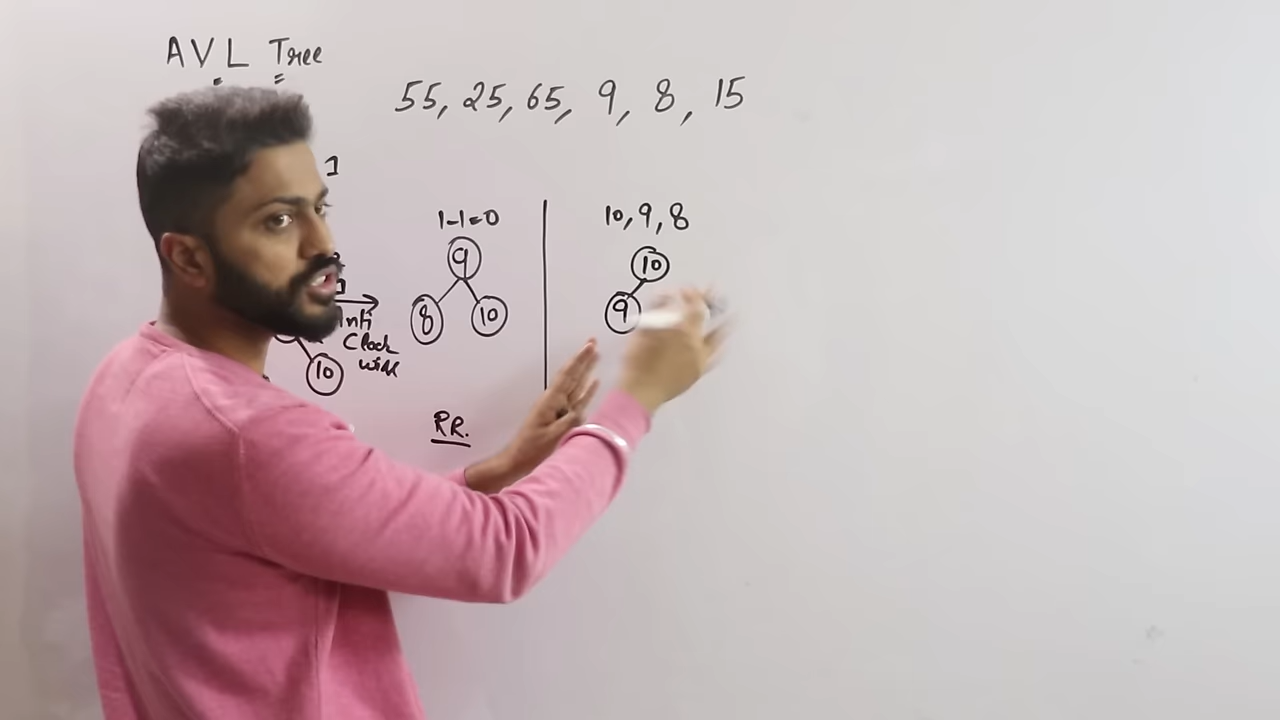 AVL Tree
55, 25, 65, 9, 8, 15
1
1-1=0
9
8 10
10
Clock
wise
RR.
10, 9, 8
10
9